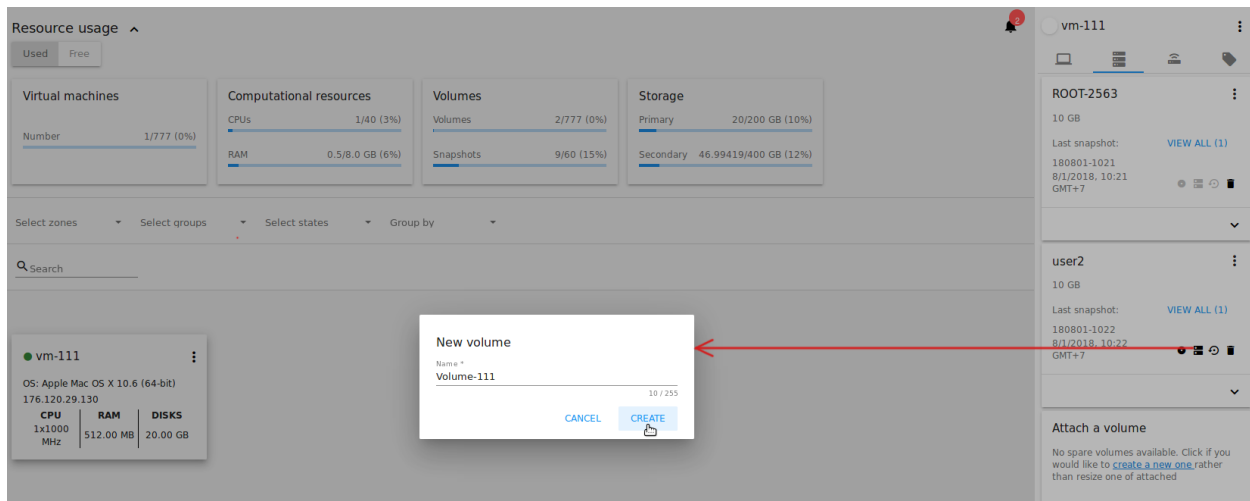 Resource usage
2
Used Free
Virtual machines
Number 1/777 (0%)
Computational resources
CPUs 1/40 (3%)
RAM 0.5/8.0 GB (6%)
Volumes
Volumes 2/777 (0%)
Snapshots 9/60 (15%)
Storage
Primary 20/200 GB (10%)
Secondary 46.99419/400 GB (12%)
Select zones Select groups Select states Group by
Search
vm-111
OS: Apple Mac OS X 10.6 (64-bit)
176.120.29.130
CPU RAM DISKS
1x1000
MHz
512.00 MB 20.00 GB
New volume
Name *
Volume-111
10 / 255
CANCEL CREATE
vm-111
ROOT-2563
10 GB
Last snapshot: VIEW ALL (1)
180801-1021
8/1/2018, 10:21
GMT+7
user2
10 GB
Last snapshot: VIEW ALL (1)
180801-1022
8/1/2018, 10:22
GMT+7
Attach a volume
No spare volumes available. Click if you
would like to create a new one rather
than resize one of attached